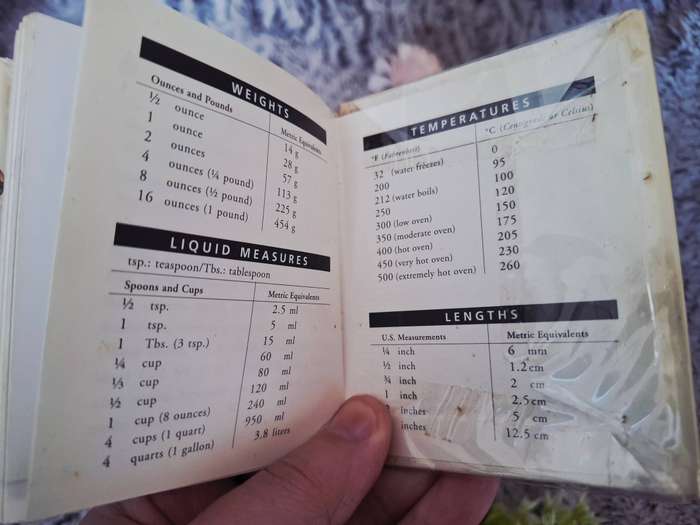 WEIGHTS
Ounces and Pounds Metric Equivalents
½ ounce 14 g
1 ounce 28 g
2 ounces 57 g
4 ounces (¼ pound) 113 g
8 ounces (½ pound) 225 g
16 ounces (1 pound) 454 g
LIQUID MEASURES
tsp.: teaspoon/Tbs.: tablespoon
Spoons and Cups Metric Equivalents
½ tsp. 2.5 ml
1 tsp. 5 ml
1 Tbs. (3 tsp.) 15 ml
¼ cup 60 ml
⅓ cup 80 ml
½ cup 120 ml
1 cup (8 ounces) 240 ml
4 cups (1 quart) 950 ml
4 quarts (1 gallon) 3.8 liters
TEMPERATURES
°F (Fahrenheit) °C (Centigrade or Celsius)
32 (water freezes) 0
200 95
212 (water boils) 100
250 120
300 (low oven) 150
350 (moderate oven) 175
400 (hot oven) 205
450 (very hot oven) 230
500 (extremely hot oven) 260
LENGTHS
U.S. Measurements Metric Equivalents
¼ inch 6 mm
½ inch 1.2 cm
¾ inch 2 cm
1 inch 2.5 cm
inches 5 cm
inches 12.5 cm